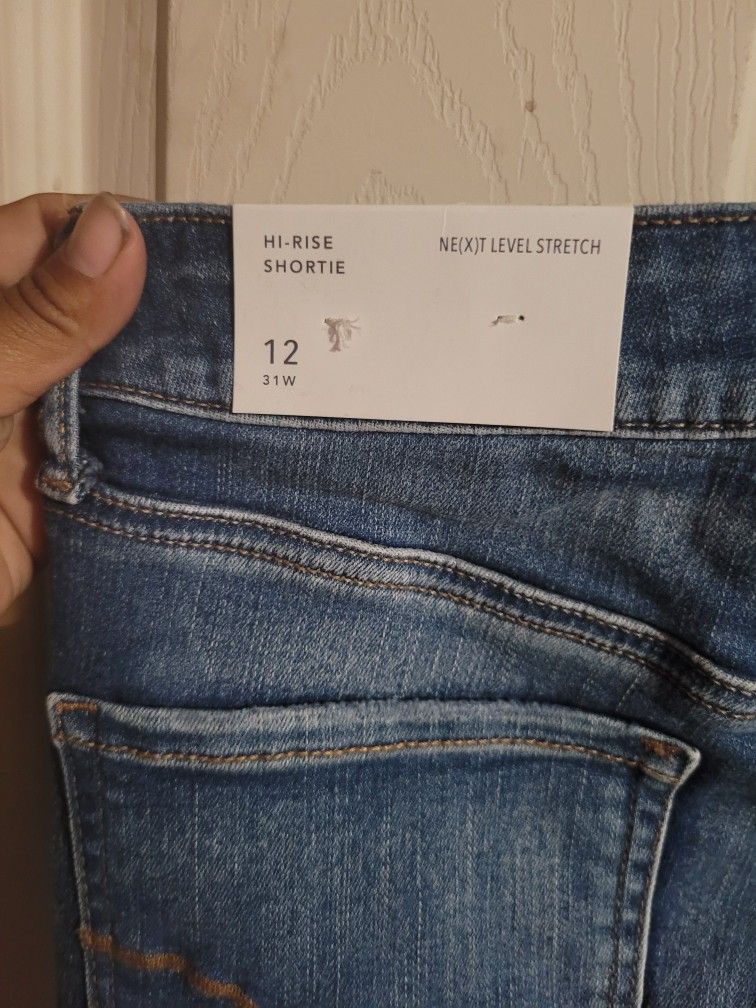 HI-RISE
SHORTIE
NE(X)T LEVEL STRETCH
12
31W